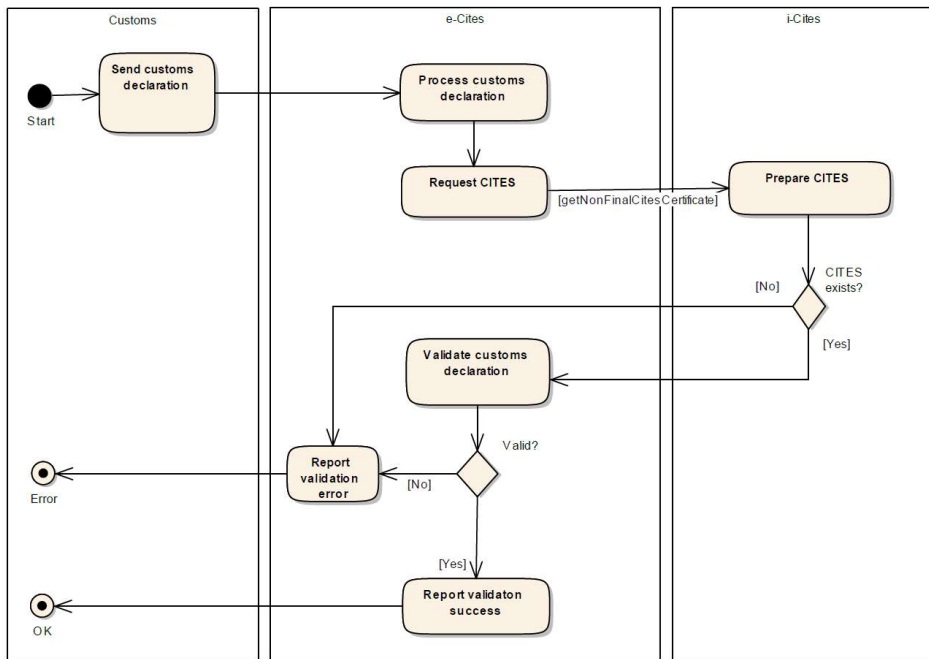 Customs
e-Cites
i-Cites
Send customs
declaration
Process customs
declaration
Start
Request CITES
Prepare CITES
[getNonFinalCitesCertificate]
CITES
exists?
[No]
[Yes]
Validate customs
declaration
Valid?
Report
validation
error
[No]
Error
[Yes]
Report validaton
success
OK